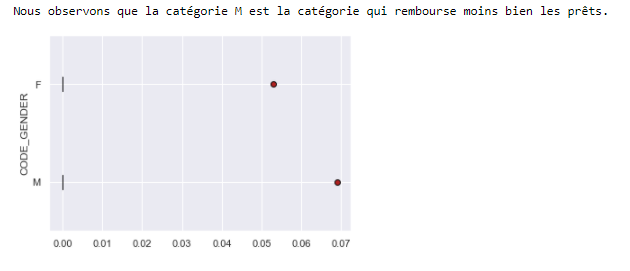 Nous observons que la catégorie M est la catégorie qui rembourse moins bien les prêts.
F
CODE_GENDER
M
0.00 0.01 0.02 0.03 0.04 0.05 0.06 0.07